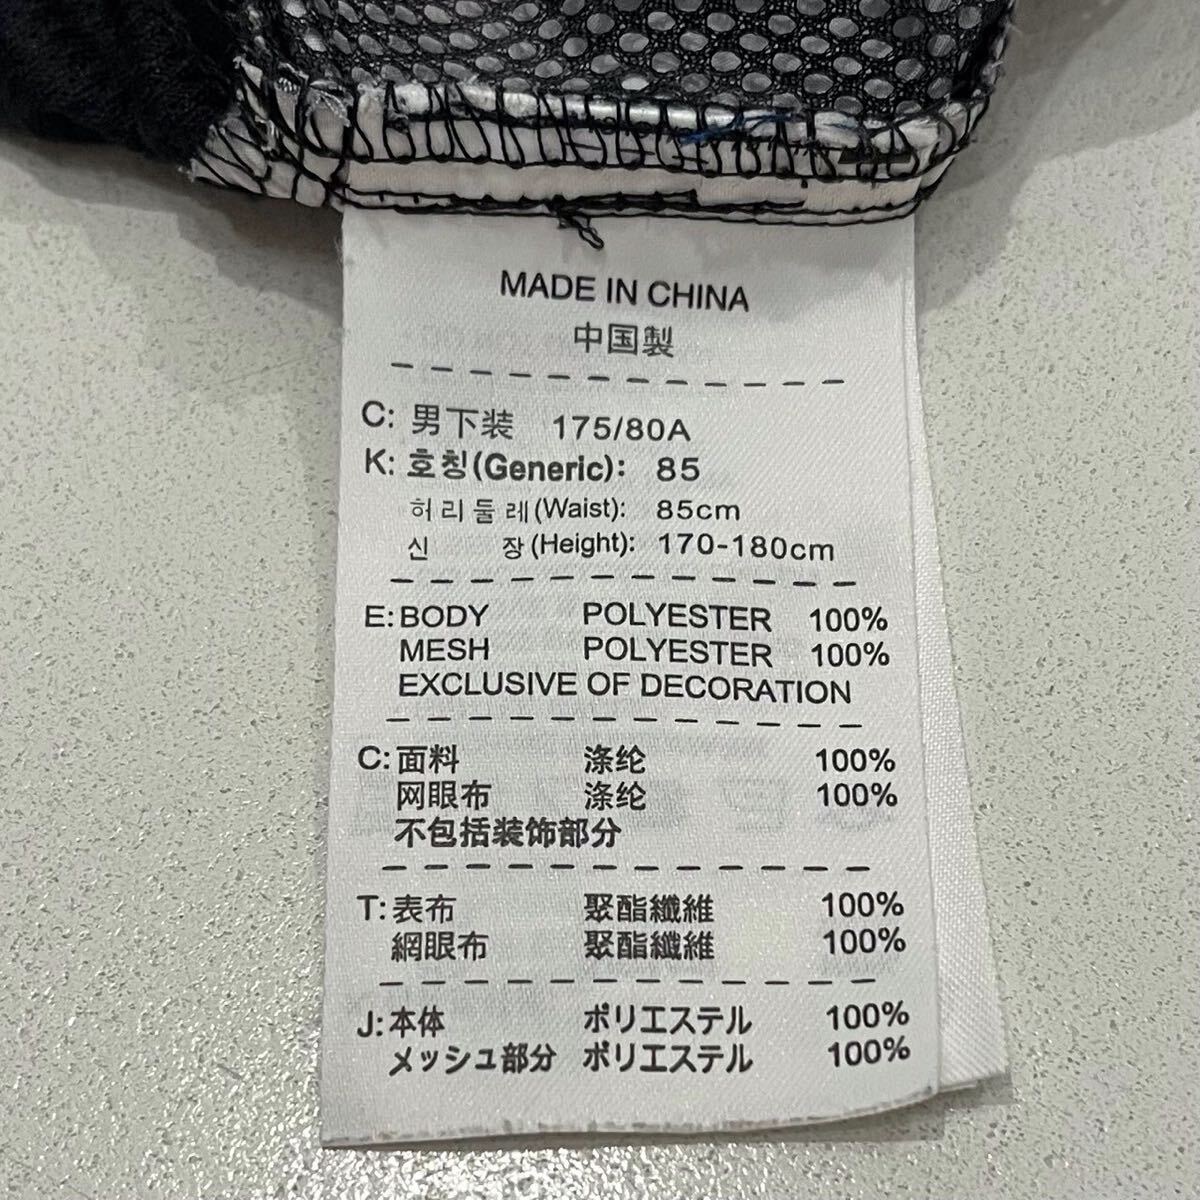 MADE IN CHINA
中国製
C: 男下装 175/80A
K: 호칭(Generic): 85
허리둘레(Waist): 85cm
신 장(Height): 170-180cm
E: BODY POLYESTER 100%
MESH POLYESTER 100%
EXCLUSIVE OF DECORATION
C: 面料 涤纶 100%
网眼布 涤纶 100%
不包括装饰部分
T: 表布 聚酯纖維 100%
網眼布 聚酯纖維 100%
J: 本体 ポリエステル 100%
メッシュ部分 ポリエステル 100%